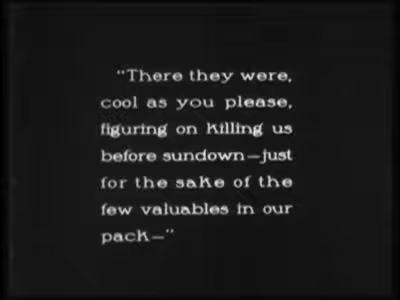 "There they were,
cool as you please,
figuring on killing us
before sundown—just
for the sake of the
few valuables in our
pack—"